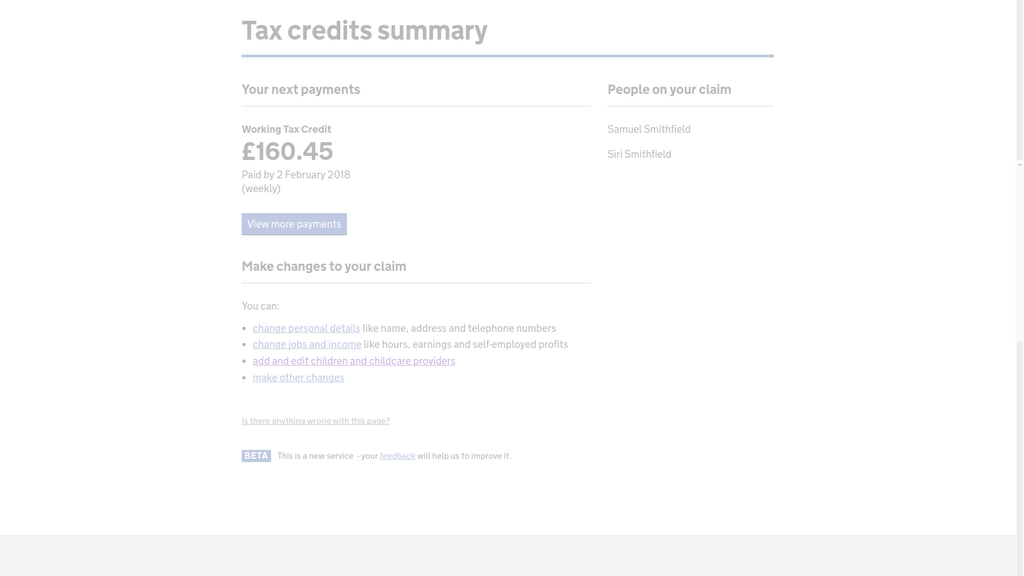 Tax credits summary
Your next payments
Working Tax Credit
£160.45
Paid by 2 February 2018
(weekly)
View more payments
People on your claim
Samuel Smithfield
Siri Smithfield
Make changes to your claim
You can:
• change personal details like name, address and telephone numbers
• change jobs and income like hours, earnings and self-employed profits
• add and edit children and childcare providers
• make other changes
Is there anything wrong with this page?
BETA This is a new service - your feedback will help us to improve it.